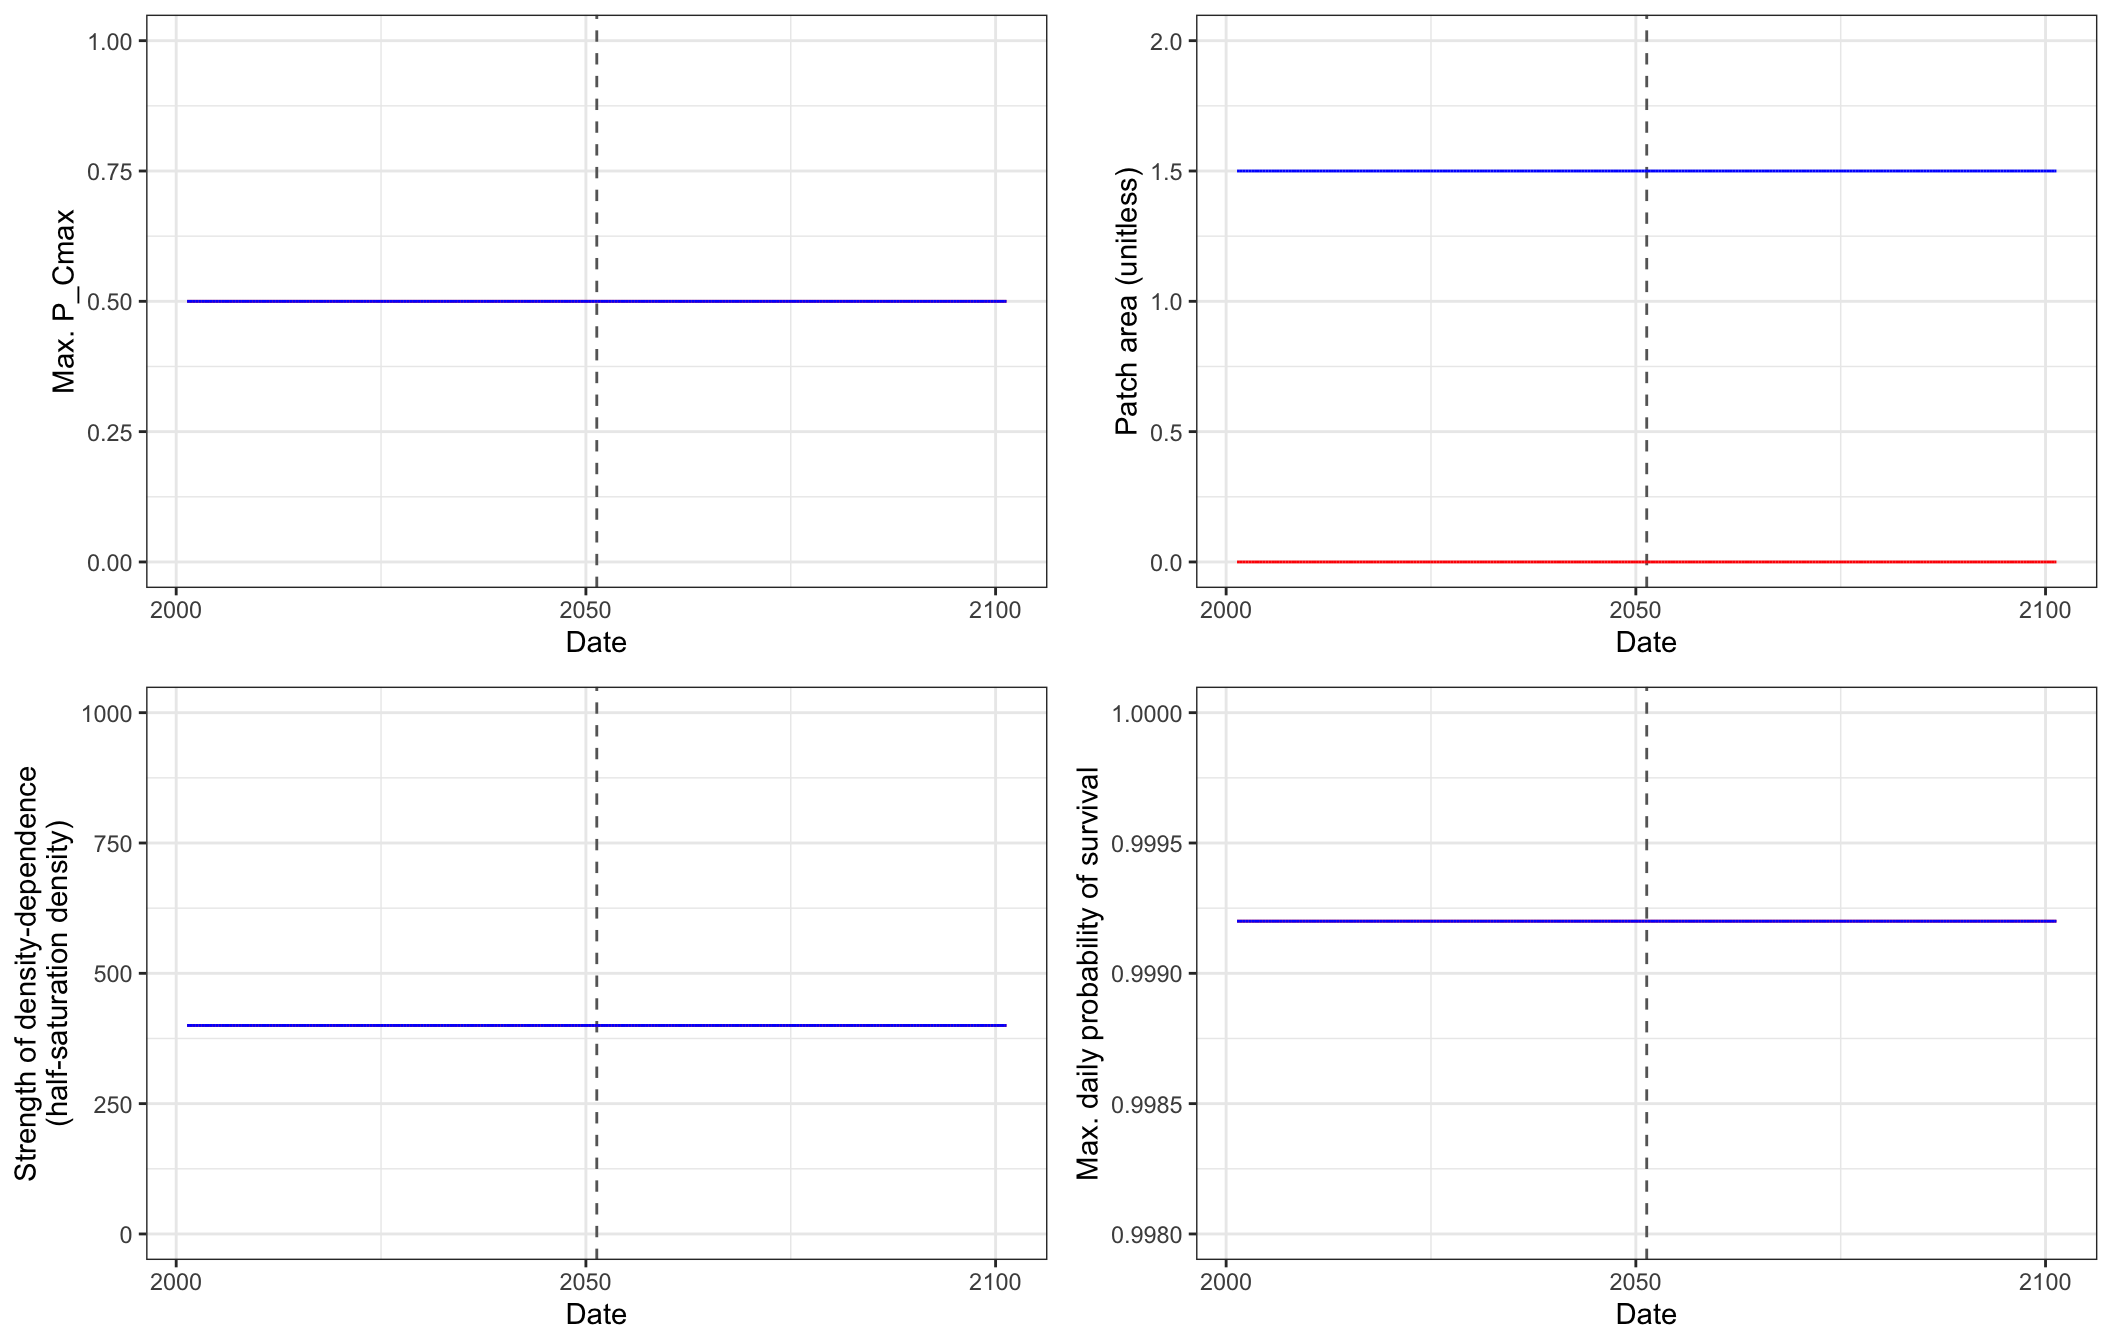 Max. P_Cmax
1.00
0.75
0.50
0.25
0.00
2000 2050 2100
Date
Patch area (unitless)
2.0
1.5
1.0
0.5
0.0
2000 2050 2100
Date
Strength of density-dependence
(half-saturation density)
1000
750
500
250
0
2000 2050 2100
Date
Max. daily probability of survival
1.0000
0.9995
0.9990
0.9985
0.9980
2000 2050 2100
Date